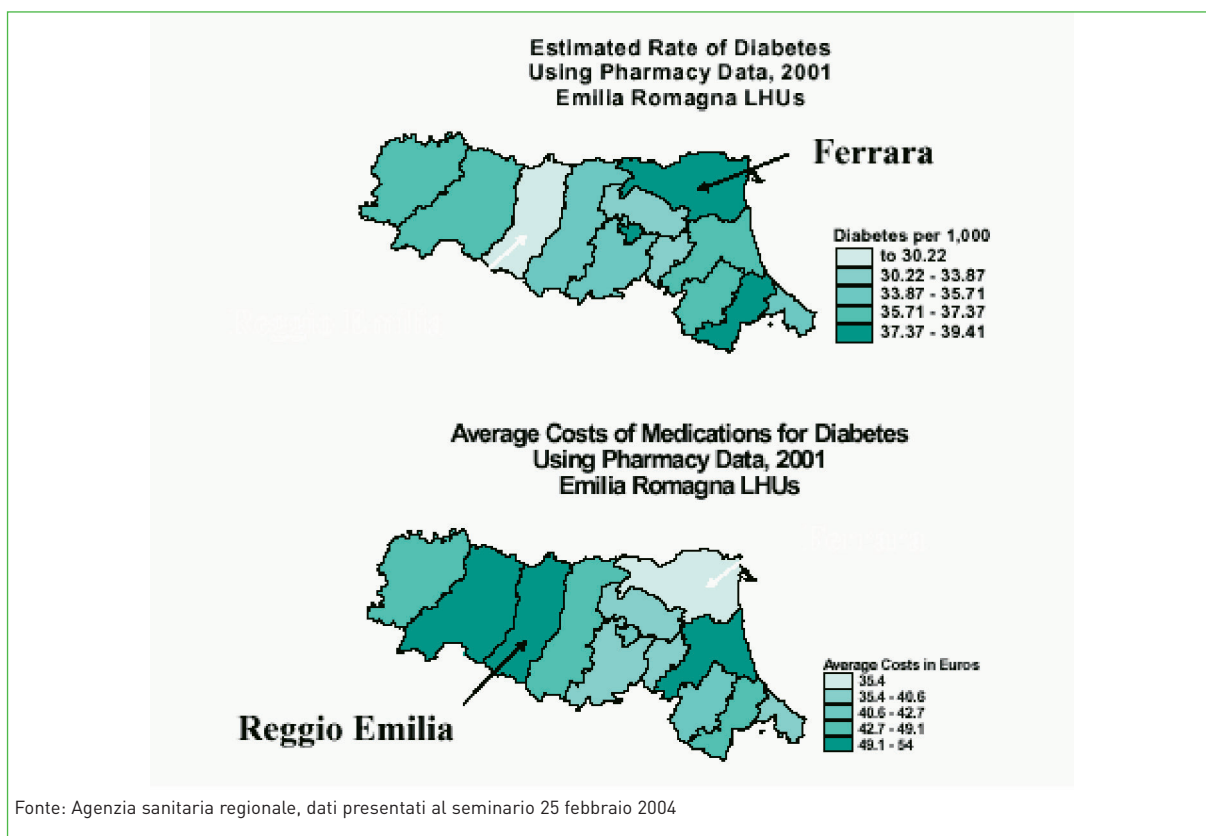 Estimated Rate of Diabetes
Using Pharmacy Data, 2001
Emilia Romagna LHUs
Ferrara
Diabetes per 1,000
to 30.22
30.22 - 33.87
33.87 - 35.71
35.71 - 37.37
37.37 - 39.41
Reggio Emilia
Average Costs of Medications for Diabetes
Using Pharmacy Data, 2001
Emilia Romagna LHUs
Ferrara
Average Costs in Euros
35.4
35.4 - 40.6
40.6 - 42.7
42.7 - 49.1
49.1 - 54
Reggio Emilia
Fonte: Agenzia sanitaria regionale, dati presentati al seminario 25 febbraio 2004